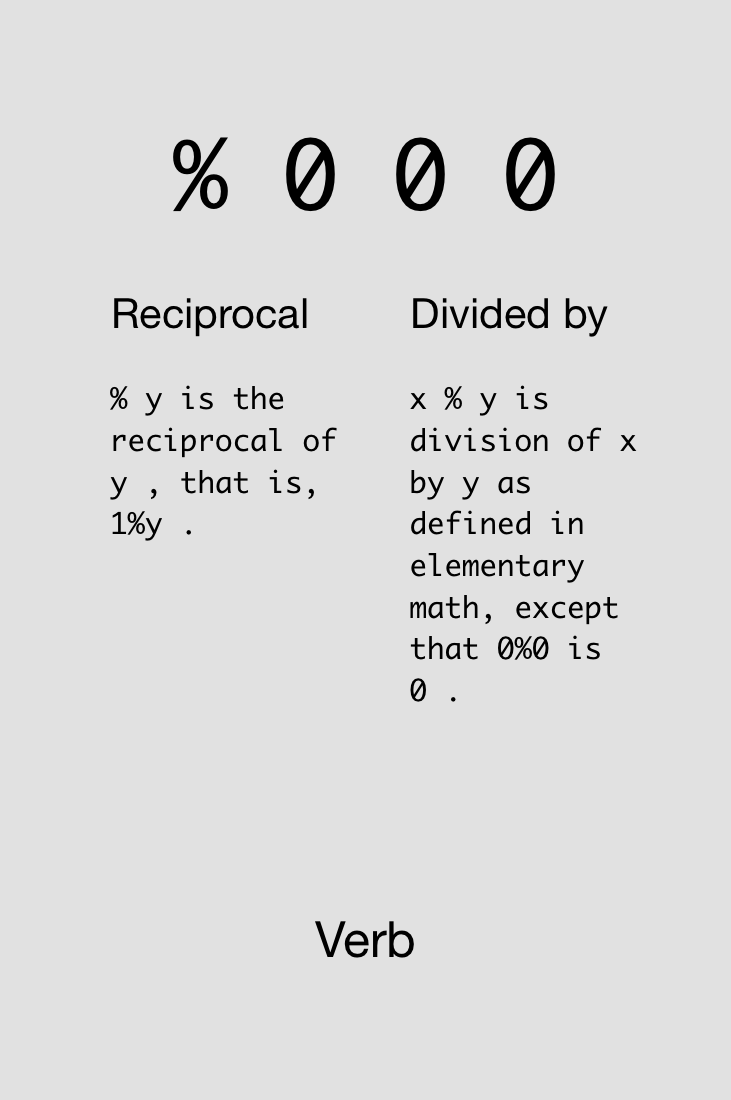 % 0 0 0
Reciprocal
% y is the
reciprocal of
y , that is,
1%y .
Divided by
x % y is
division of x
by y as
defined in
elementary
math, except
that 0%0 is
0 .
Verb